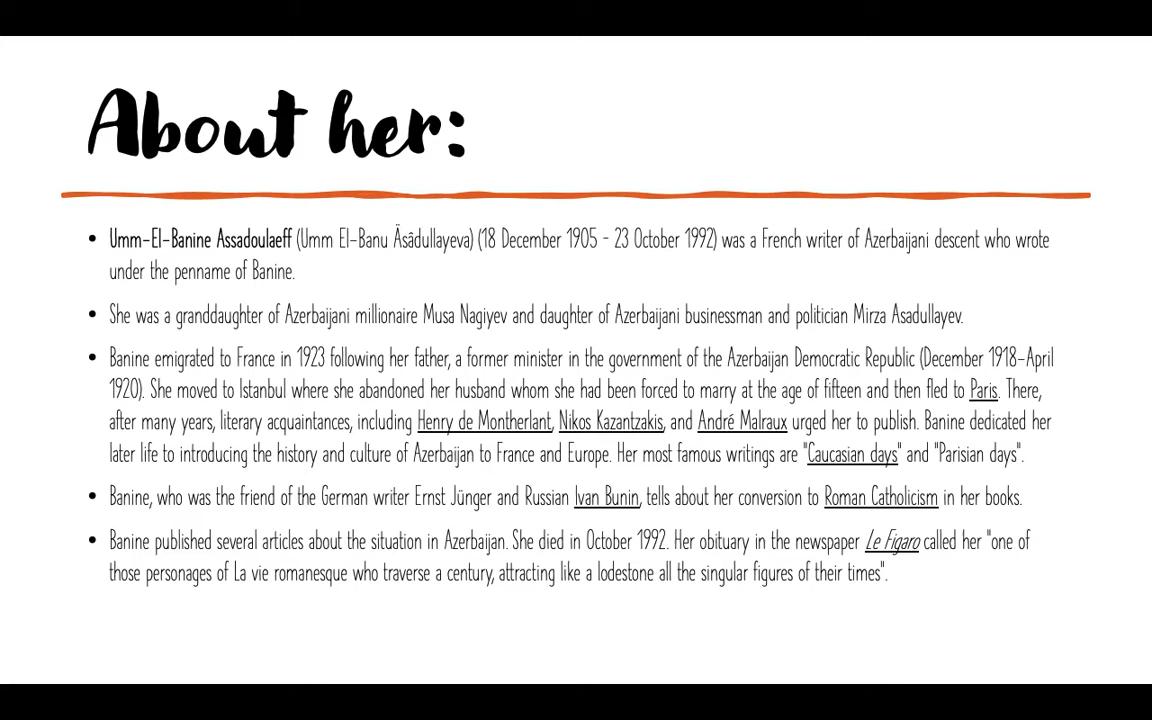 About her:
• Umm-El-Banine Assadoulaeff (Umm El-Banu Äsâdullayeva) (18 December 1905 - 23 October 1992) was a French writer of Azerbaijani descent who wrote
under the penname of Banine.
• She was a granddaughter of Azerbaijani millionaire Musa Nagiyev and daughter of Azerbaijani businessman and politician Mirza Asadullayev.
• Banine emigrated to France in 1923 following her father, a former minister in the government of the Azerbaijan Democratic Republic (December 1918-April
1920). She moved to Istanbul where she abandoned her husband whom she had been forced to marry at the age of fifteen and then fled to Paris. There,
after many years, literary acquaintances, including Henry de Montherlant, Nikos Kazantzakis, and André Malraux urged her to publish. Banine dedicated her
later life to introducing the history and culture of Azerbaijan to France and Europe. Her most famous writings are "Caucasian days" and "Parisian days".
• Banine, who was the friend of the German writer Ernst Jünger and Russian Ivan Bunin, tells about her conversion to Roman Catholicism in her books.
• Banine published several articles about the situation in Azerbaijan. She died in October 1992. Her obituary in the newspaper Le Figaro called her "one of
those personages of La vie romanesque who traverse a century, attracting like a lodestone all the singular figures of their times".